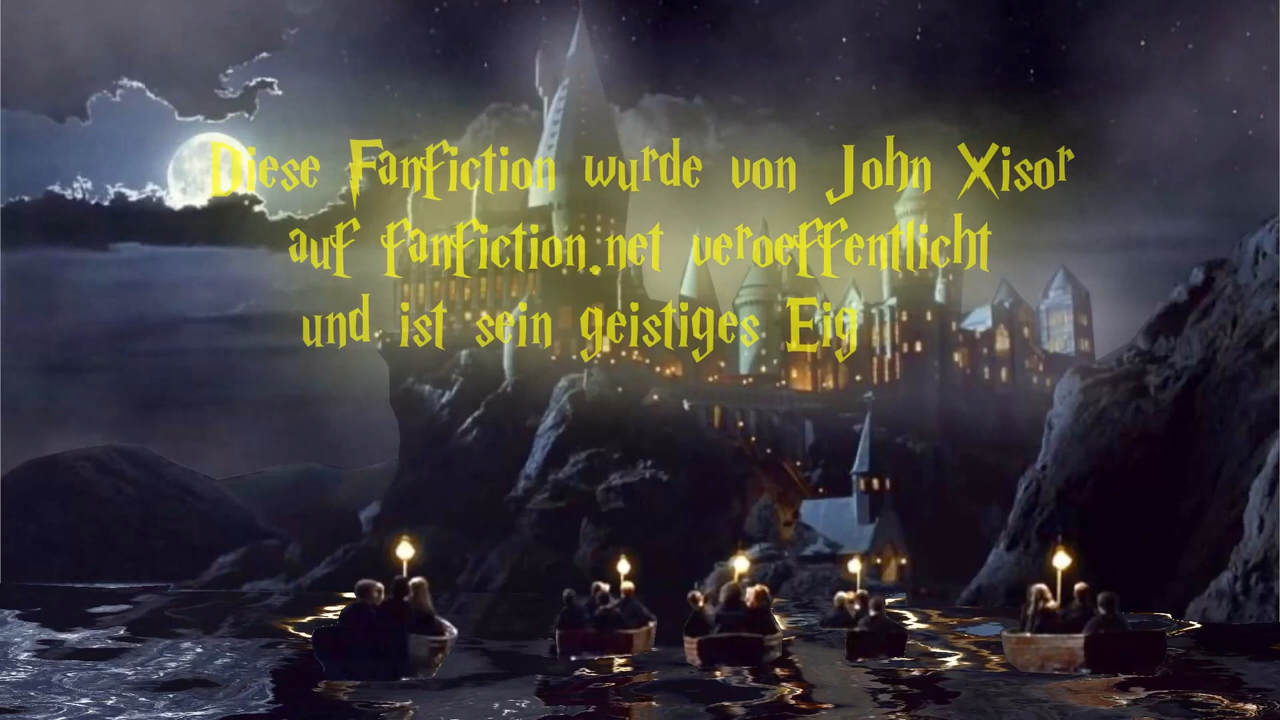 Diese Fanfiction wurde von John Xisor
auf fanfiction.net veroeffentlicht
und ist sein geistiges Eig